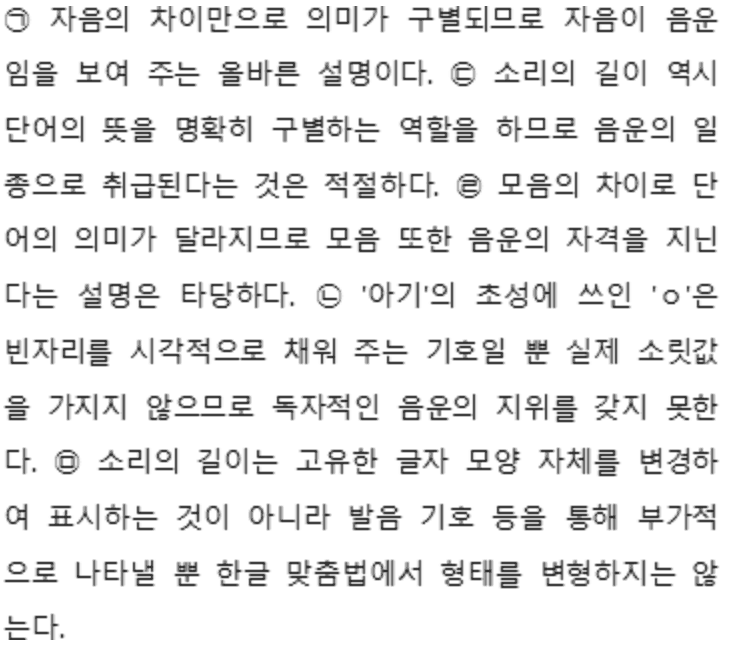 ㉠ 자음의 차이만으로 의미가 구별되므로 자음이 음운
임을 보여 주는 올바른 설명이다. ㉢ 소리의 길이 역시
단어의 뜻을 명확히 구별하는 역할을 하므로 음운의 일
종으로 취급된다는 것은 적절하다. ㉣ 모음의 차이로 단
어의 의미가 달라지므로 모음 또한 음운의 자격을 지닌
다는 설명은 타당하다. ㉡ '아기'의 초성에 쓰인 'ㅇ'은
빈자리를 시각적으로 채워 주는 기호일 뿐 실제 소릿값
을 가지지 않으므로 독자적인 음운의 지위를 갖지 못한
다. ㉤ 소리의 길이는 고유한 글자 모양 자체를 변경하
여 표시하는 것이 아니라 발음 기호 등을 통해 부가적
으로 나타낼 뿐 한글 맞춤법에서 형태를 변형하지는 않
는다.